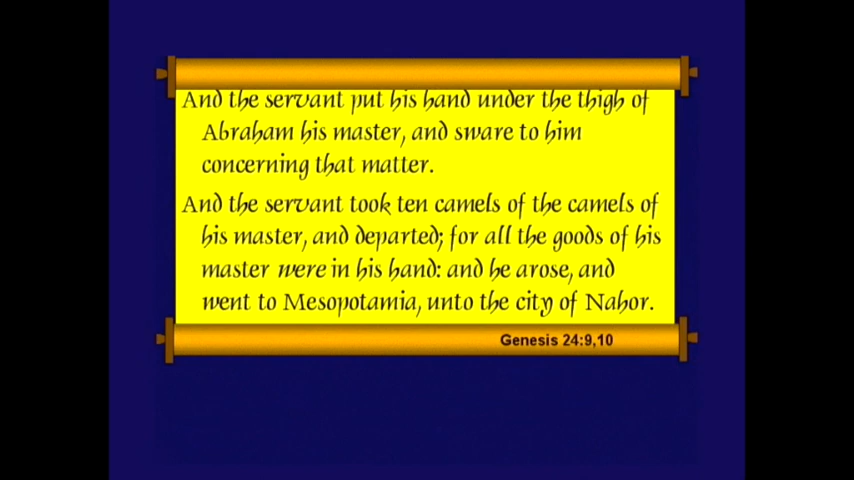 And the servant put his hand under the thigh of
Abraham his master, and sware to him
concerning that matter.
And the servant took ten camels of the camels of
his master, and departed; for all the goods of his
master were in his hand: and he arose, and
went to Mesopotamia, unto the city of Nahor.
Genesis 24:9,10